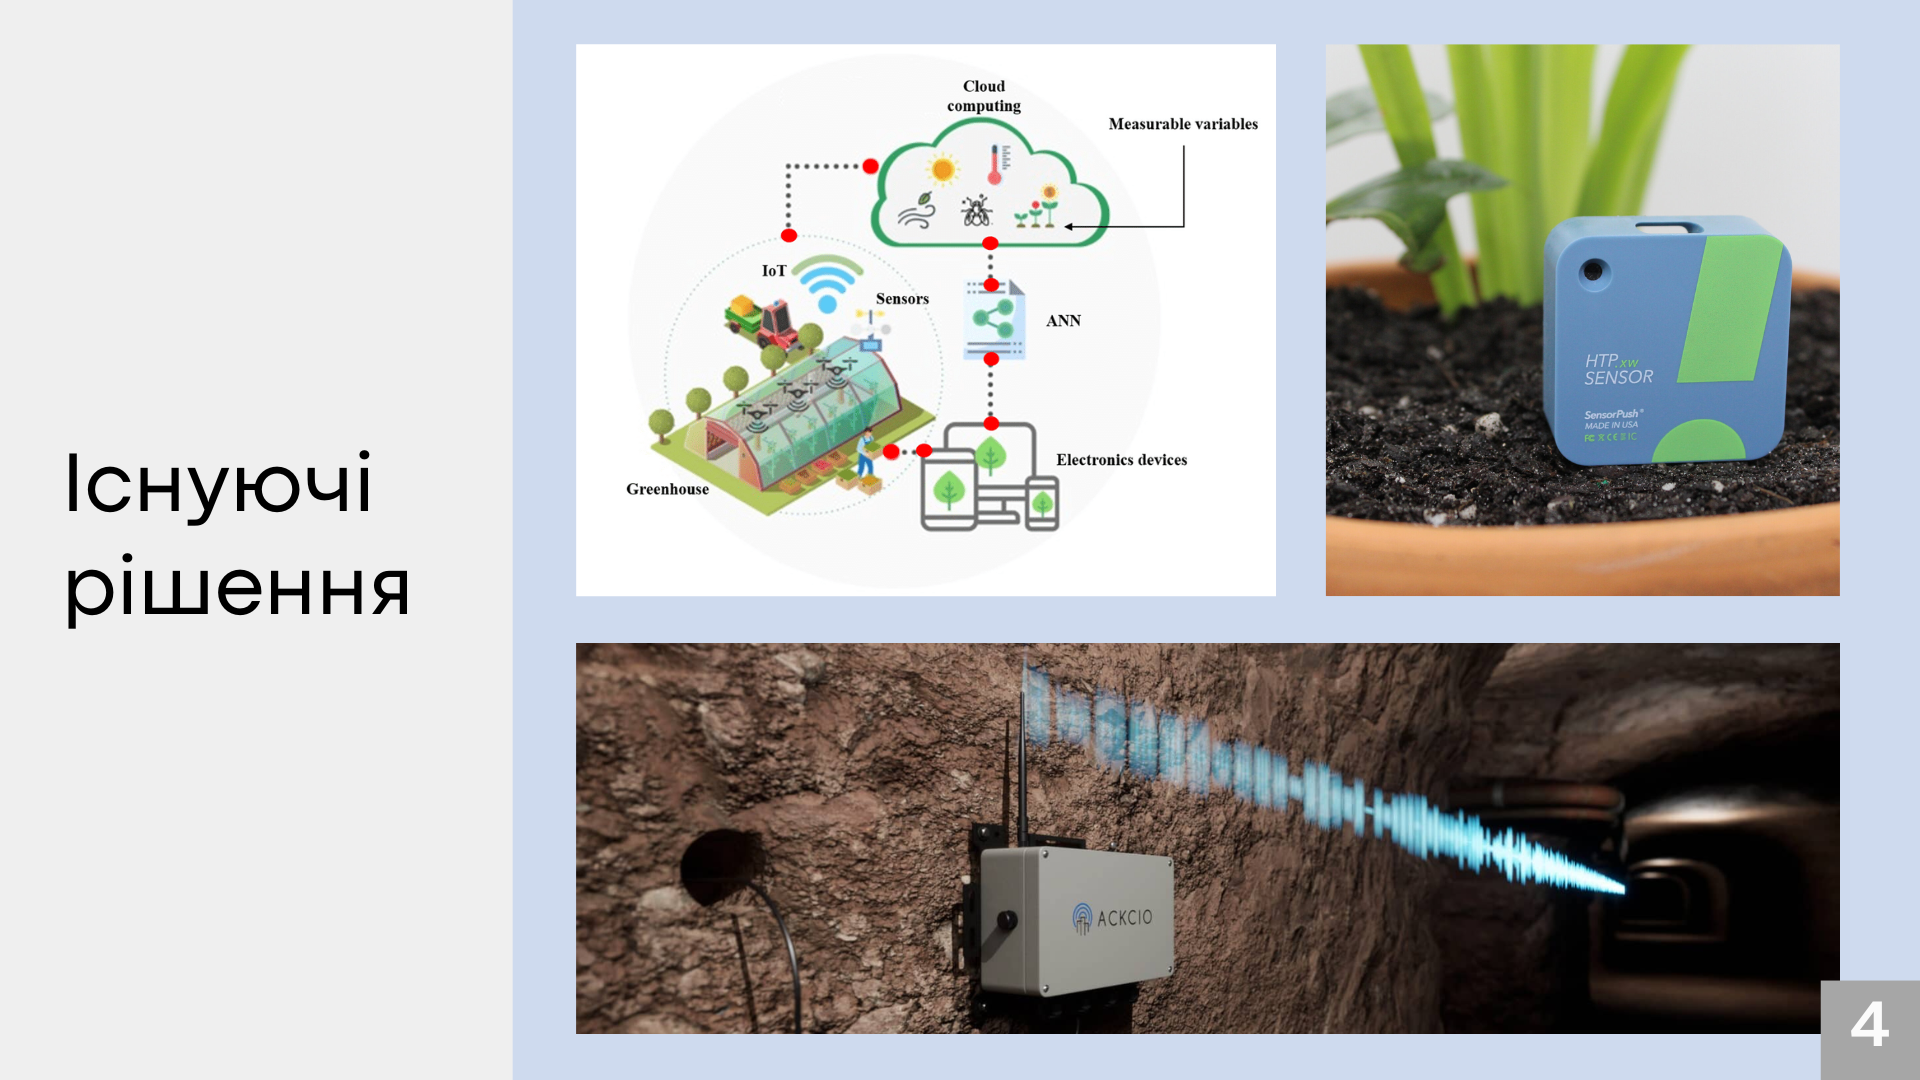 Існуючі
рішення
Cloud
computing
Measurable variables
IoT
Sensors
ANN
Electronics devices
Greenhouse
HTP.xw
SENSOR
SensorPush®
MADE IN USA
ACKCIO
4